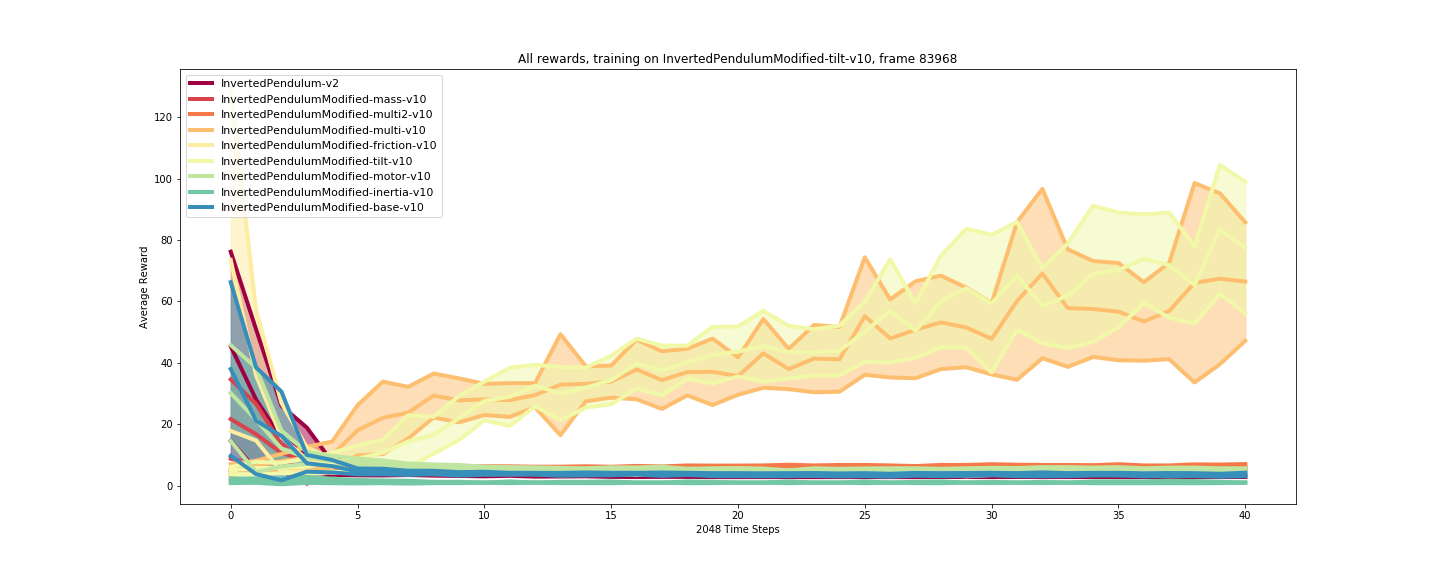 All rewards, training on InvertedPendulumModified-tilt-v10, frame 83968
InvertedPendulum-v2
InvertedPendulumModified-mass-v10
InvertedPendulumModified-multi2-v10
InvertedPendulumModified-multi-v10
InvertedPendulumModified-friction-v10
InvertedPendulumModified-tilt-v10
InvertedPendulumModified-motor-v10
InvertedPendulumModified-inertia-v10
InvertedPendulumModified-base-v10
120
100
80
60
40
20
0
Average Reward
0 5 10 15 20 25 30 35 40
2048 Time Steps